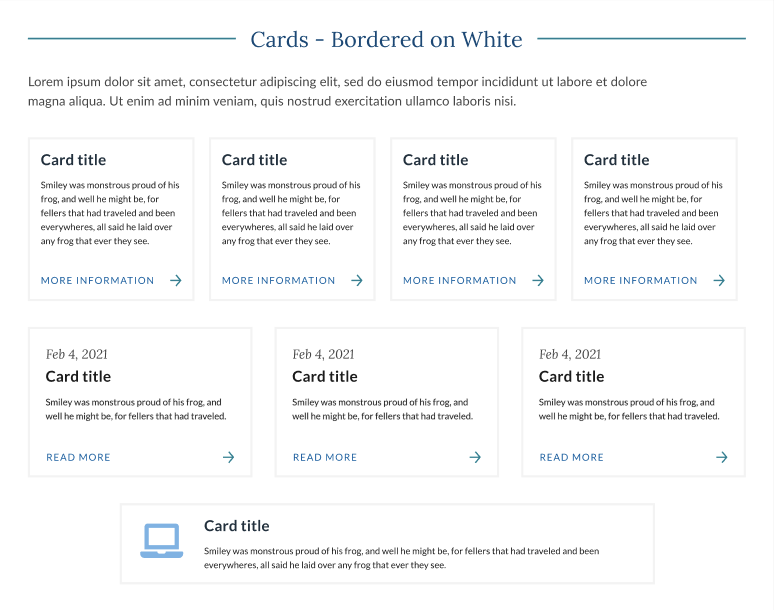 Cards - Bordered on White
Lorem ipsum dolor sit amet, consectetur adipiscing elit, sed do eiusmod tempor incididunt ut labore et dolore
magna aliqua. Ut enim ad minim veniam, quis nostrud exercitation ullamco laboris nisi.
Card title
Smiley was monstrous proud of his
frog, and well he might be, for
fellers that had traveled and been
everywheres, all said he laid over
any frog that ever they see.
MORE INFORMATION
Card title
Smiley was monstrous proud of his
frog, and well he might be, for
fellers that had traveled and been
everywheres, all said he laid over
any frog that ever they see.
MORE INFORMATION
Card title
Smiley was monstrous proud of his
frog, and well he might be, for
fellers that had traveled and been
everywheres, all said he laid over
any frog that ever they see.
MORE INFORMATION
Card title
Smiley was monstrous proud of his
frog, and well he might be, for
fellers that had traveled and been
everywheres, all said he laid over
any frog that ever they see.
MORE INFORMATION
Feb 4, 2021
Card title
Smiley was monstrous proud of his frog, and
well he might be, for fellers that had traveled.
READ MORE
Feb 4, 2021
Card title
Smiley was monstrous proud of his frog, and
well he might be, for fellers that had traveled.
READ MORE
Feb 4, 2021
Card title
Smiley was monstrous proud of his frog, and
well he might be, for fellers that had traveled.
READ MORE
Card title
Smiley was monstrous proud of his frog, and well he might be, for fellers that had traveled and been
everywheres, all said he laid over any frog that ever they see.